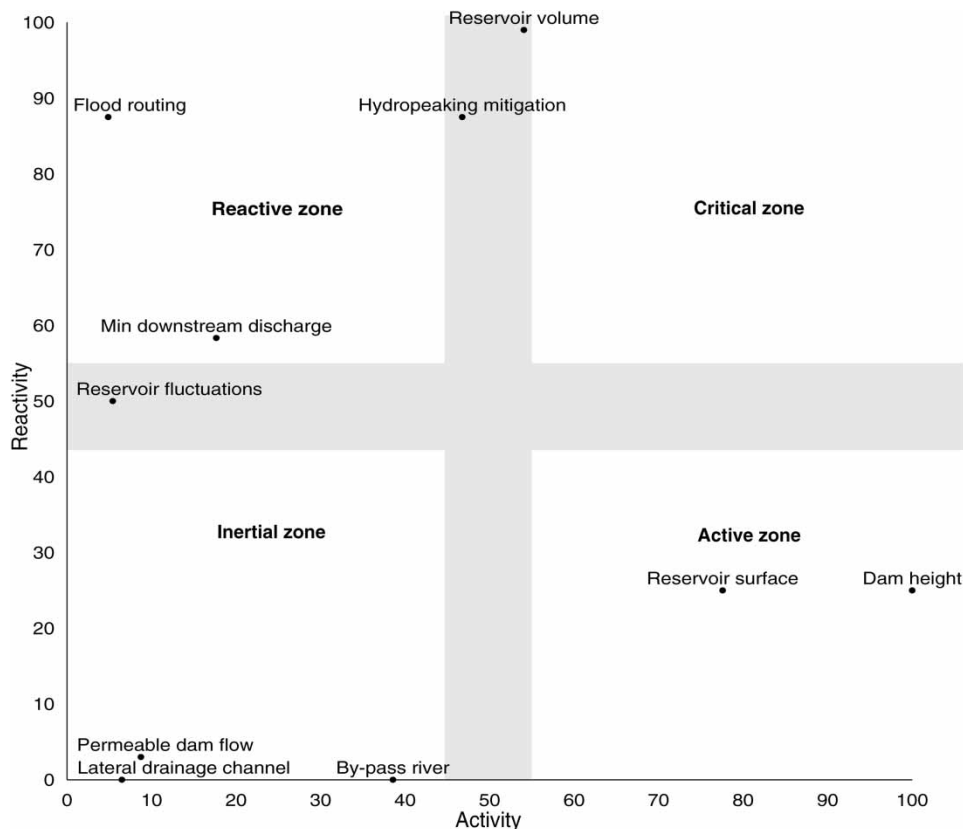 100
Reservoir volume
90
Flood routing
Hydropeaking mitigation
80
Reactive zone
Critical zone
70
60
Min downstream discharge
Reactivity
50
Reservoir fluctuations
40
Inertial zone
Active zone
30
Reservoir surface
Dam height
20
10
Permeable dam flow
Lateral drainage channel
By-pass river
0
0 10 20 30 40 50 60 70 80 90 100
Activity